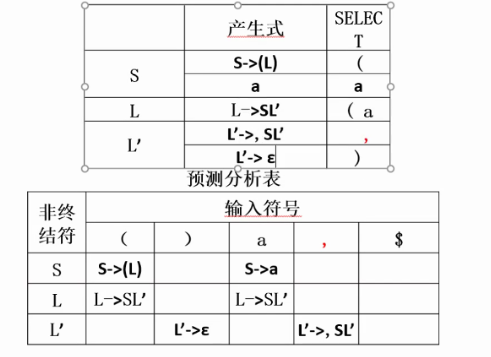 产生式 SELEC
T
S S->(L) (
a a
L L->SL’ ( a
L’ L’->, SL’ ,
L’-> ε )
预测分析表
非终结符 输入符号
( ) a , $
S S->(L) S->a
L L->SL’ L->SL’
L’ L’->ε L’->, SL’